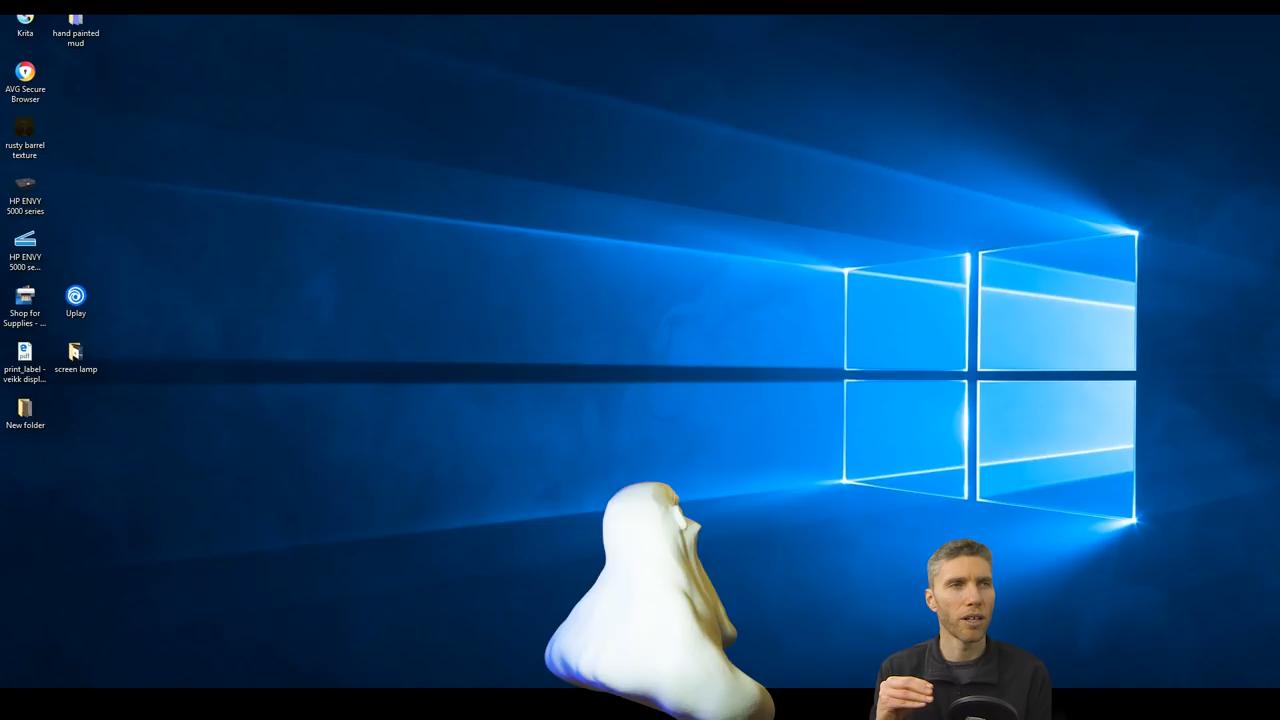 Krita
hand painted
mud
AVG Secure
Browser
rusty barrel
texture
HP ENVY
5000 series
HP ENVY
5000 se...
Shop for
Supplies - ...
Uplay
print_label -
veikk displ...
screen lamp
New folder
pdf